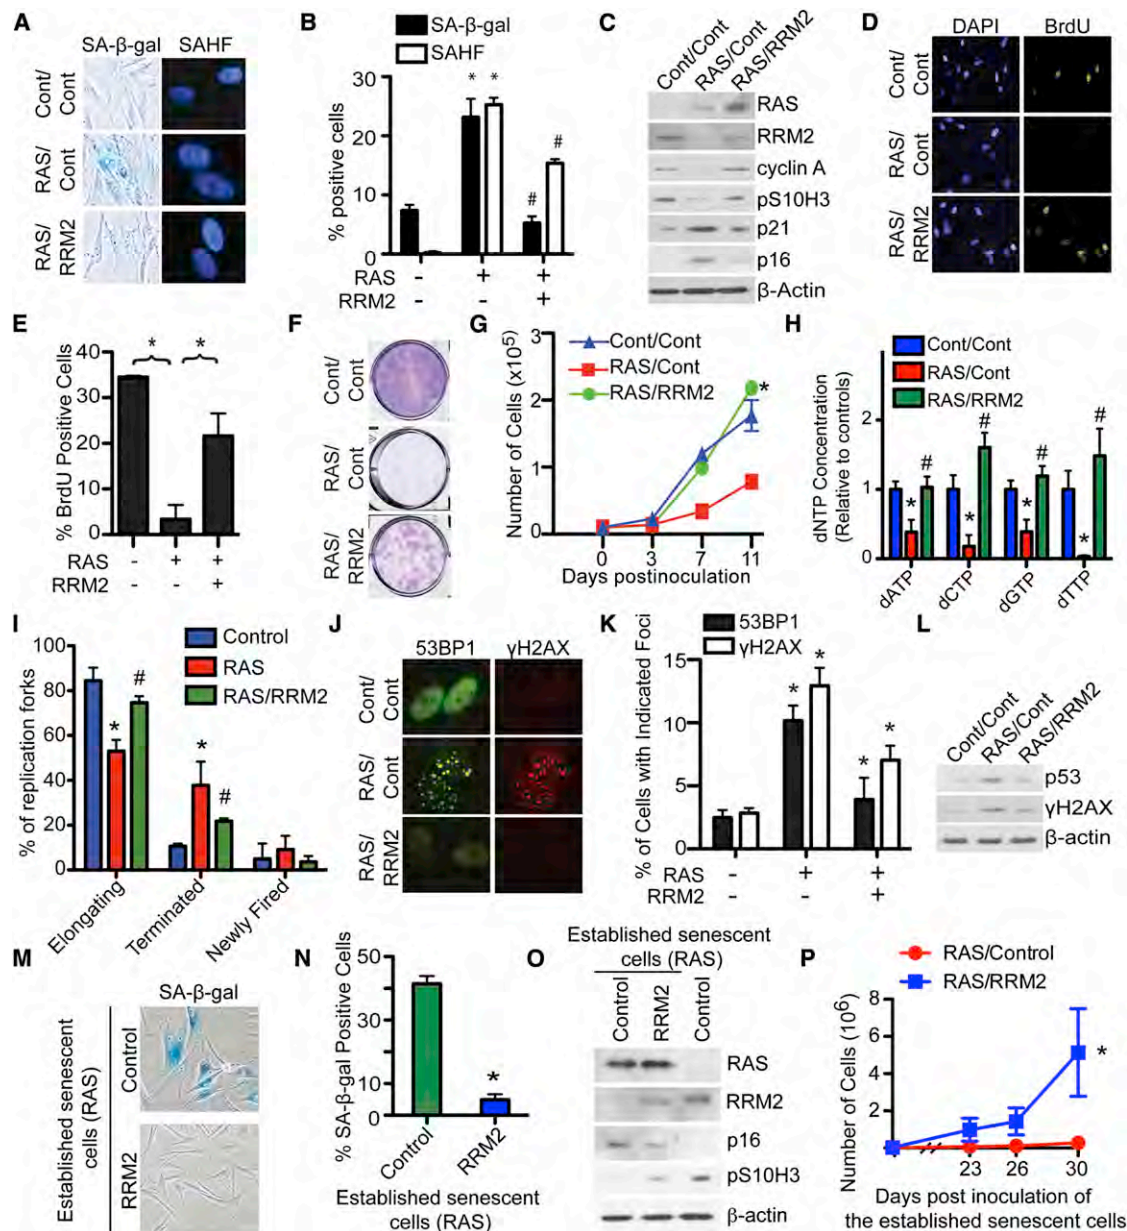 A
SA-β-gal SAHF
Cont/
Cont
RAS/
Cont
RAS/
RRM2
B
SA-β-gal
SAHF
% positive cells
30
20
10
0
* *
# #
RAS - + +
RRM2 - - +
C
Cont/Cont
RAS/Cont
RAS/RRM2
RAS
RRM2
cyclin A
pS10H3
p21
p16
β-Actin
D
DAPI BrdU
Cont/
Cont
RAS/
Cont
RAS/
RRM2
E
% BrdU Positive Cells
40
30
20
10
0
* *
RAS - + +
RRM2 - - +
F
Cont/
Cont
RAS/
Cont
RAS/
RRM2
G
Number of Cells (x10⁵)
3
2
1
0
Cont/Cont
RAS/Cont
RAS/RRM2
*
0 3 7 11
Days postinoculation
H
dNTP Concentration
(Relative to controls)
2
1
0
Cont/Cont
RAS/Cont
RAS/RRM2
* # * # * # * #
dATP dCTP dGTP dTTP
I
% of replication forks
100
80
60
40
20
0
Control
RAS
RAS/RRM2
* # * #
Elongating Terminated Newly Fired
J
53BP1 γH2AX
Cont/
Cont
RAS/
Cont
RAS/
RRM2
K
53BP1
γH2AX
% of Cells with Indicated Foci
15
10
5
0
* * * *
RAS - + +
RRM2 - - +
L
Cont/Cont
RAS/Cont
RAS/RRM2
p53
γH2AX
β-actin
M
SA-β-gal
Established senescent
cells (RAS)
Control
RRM2
N
% SA-β-gal Positive Cells
50
40
30
20
10
0
*
Control RRM2
Established senescent
cells (RAS)
O
Established senescent
cells (RAS)
Control
RRM2
Control
RAS
RRM2
p16
pS10H3
β-actin
P
RAS/Control
RAS/RRM2
Number of Cells (10⁶)
8
6
4
2
*
23 26 30
Days post inoculation of
the established senescent cells